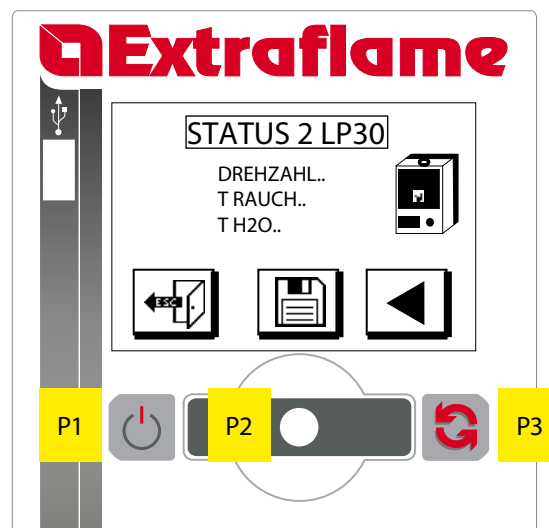 Extraflame
STATUS 2 LP30
DREHZAHL..
T RAUCH..
T H2O..
ESC
P1
P2
P3